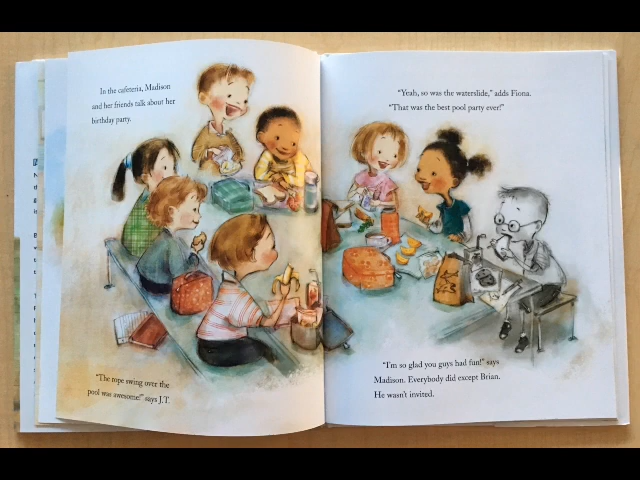 In the cafeteria, Madison
and her friends talk about her
birthday party.
"The rope swing over the
pool was awesome!" says J.T.
"Yeah, so was the waterslide," adds Fiona.
"That was the best pool party ever!"
"I'm so glad you guys had fun!" says
Madison. Everybody did except Brian.
He wasn't invited.